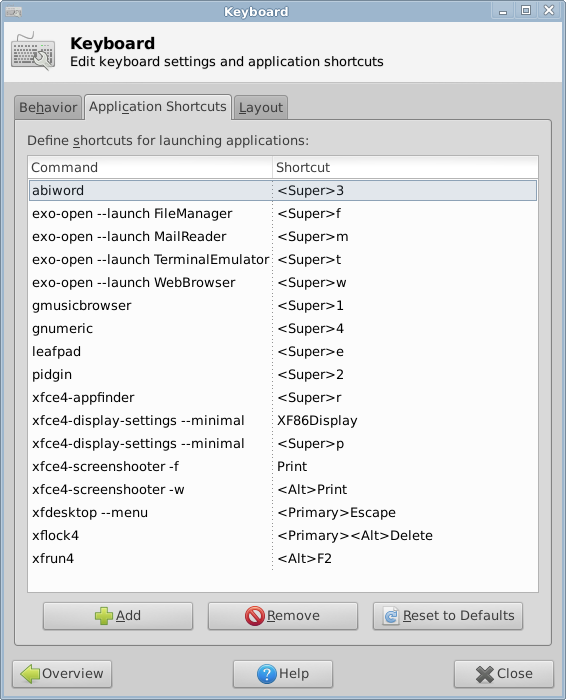 Keyboard
Keyboard
Edit keyboard settings and application shortcuts
Behavior Application Shortcuts Layout
Define shortcuts for launching applications:
Command Shortcut
abiword <Super>3
exo-open --launch FileManager <Super>f
exo-open --launch MailReader <Super>m
exo-open --launch TerminalEmulator <Super>t
exo-open --launch WebBrowser <Super>w
gmusicbrowser <Super>1
gnumeric <Super>4
leafpad <Super>e
pidgin <Super>2
xfce4-appfinder <Super>r
xfce4-display-settings --minimal XF86Display
xfce4-display-settings --minimal <Super>p
xfce4-screenshooter -f Print
xfce4-screenshooter -w <Alt>Print
xfdesktop --menu <Primary>Escape
xflock4 <Primary><Alt>Delete
xfrun4 <Alt>F2
Add Remove Reset to Defaults
Overview Help Close